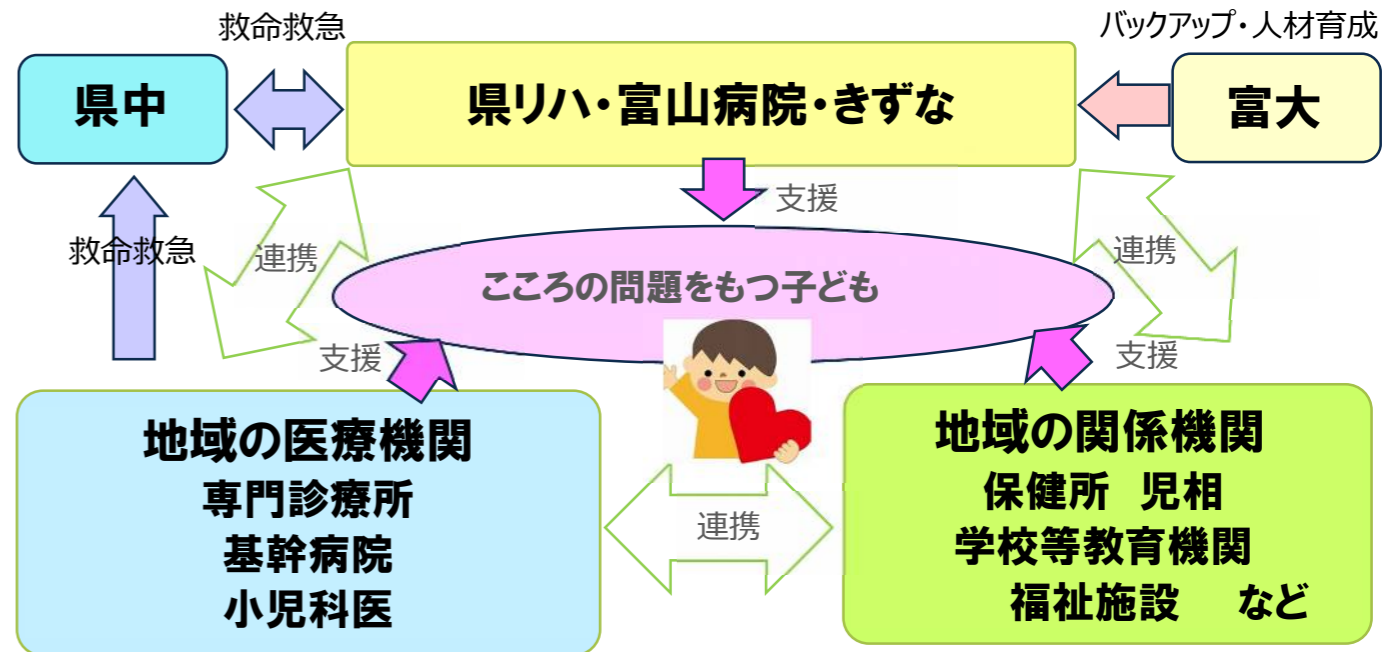 救命救急
バックアップ・人材育成
県中
県リハ・富山病院・きずな
富大
支援
救命救急
連携
連携
こころの問題をもつ子ども
支援
支援
地域の医療機関
専門診療所
基幹病院
小児科医
連携
地域の関係機関
保健所 児相
学校等教育機関
福祉施設 など